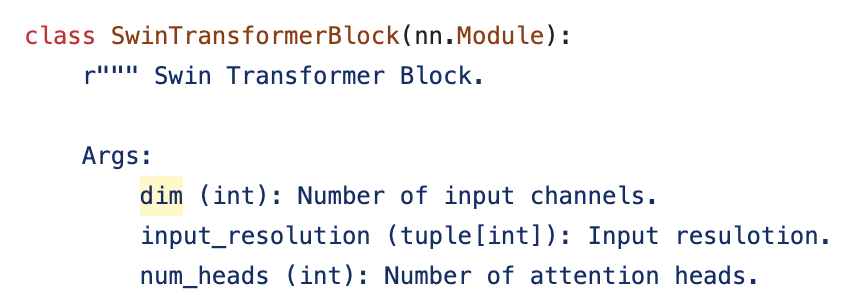 class SwinTransformerBlock(nn.Module):
r""" Swin Transformer Block.
Args:
dim (int): Number of input channels.
input_resolution (tuple[int]): Input resulotion.
num_heads (int): Number of attention heads.